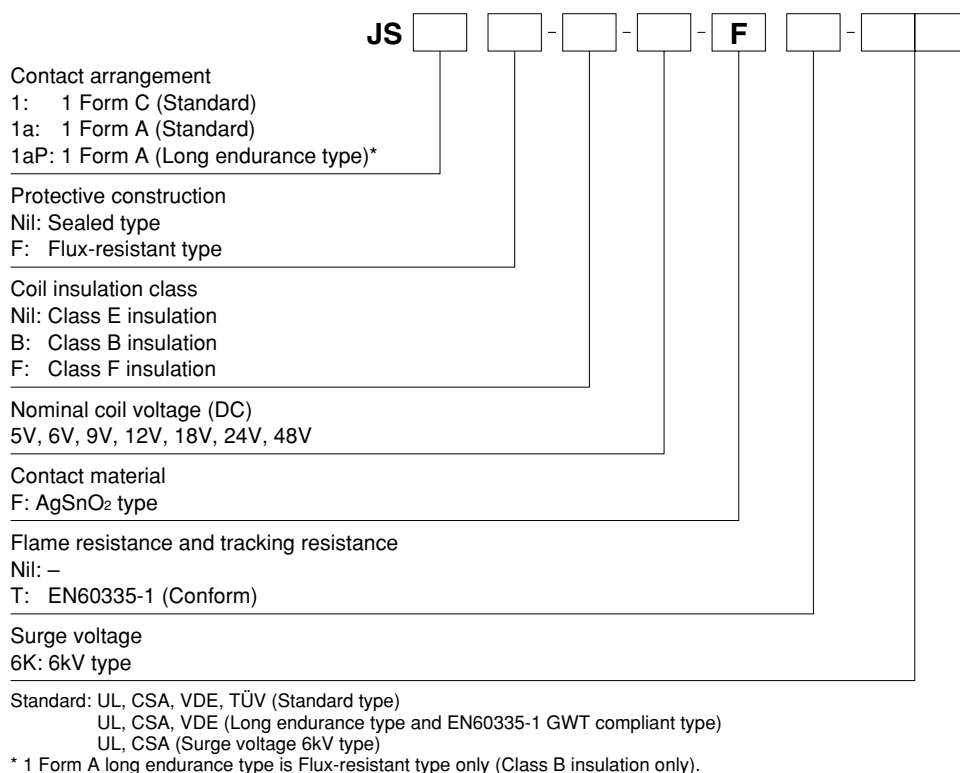 JS - - - F -
Contact arrangement
1: 1 Form C (Standard)
1a: 1 Form A (Standard)
1aP: 1 Form A (Long endurance type)*
Protective construction
Nil: Sealed type
F: Flux-resistant type
Coil insulation class
Nil: Class E insulation
B: Class B insulation
F: Class F insulation
Nominal coil voltage (DC)
5V, 6V, 9V, 12V, 18V, 24V, 48V
Contact material
F: AgSnO2 type
Flame resistance and tracking resistance
Nil: –
T: EN60335-1 (Conform)
Surge voltage
6K: 6kV type
Standard: UL, CSA, VDE, TÜV (Standard type)
UL, CSA, VDE (Long endurance type and EN60335-1 GWT compliant type)
UL, CSA (Surge voltage 6kV type)
* 1 Form A long endurance type is Flux-resistant type only (Class B insulation only).